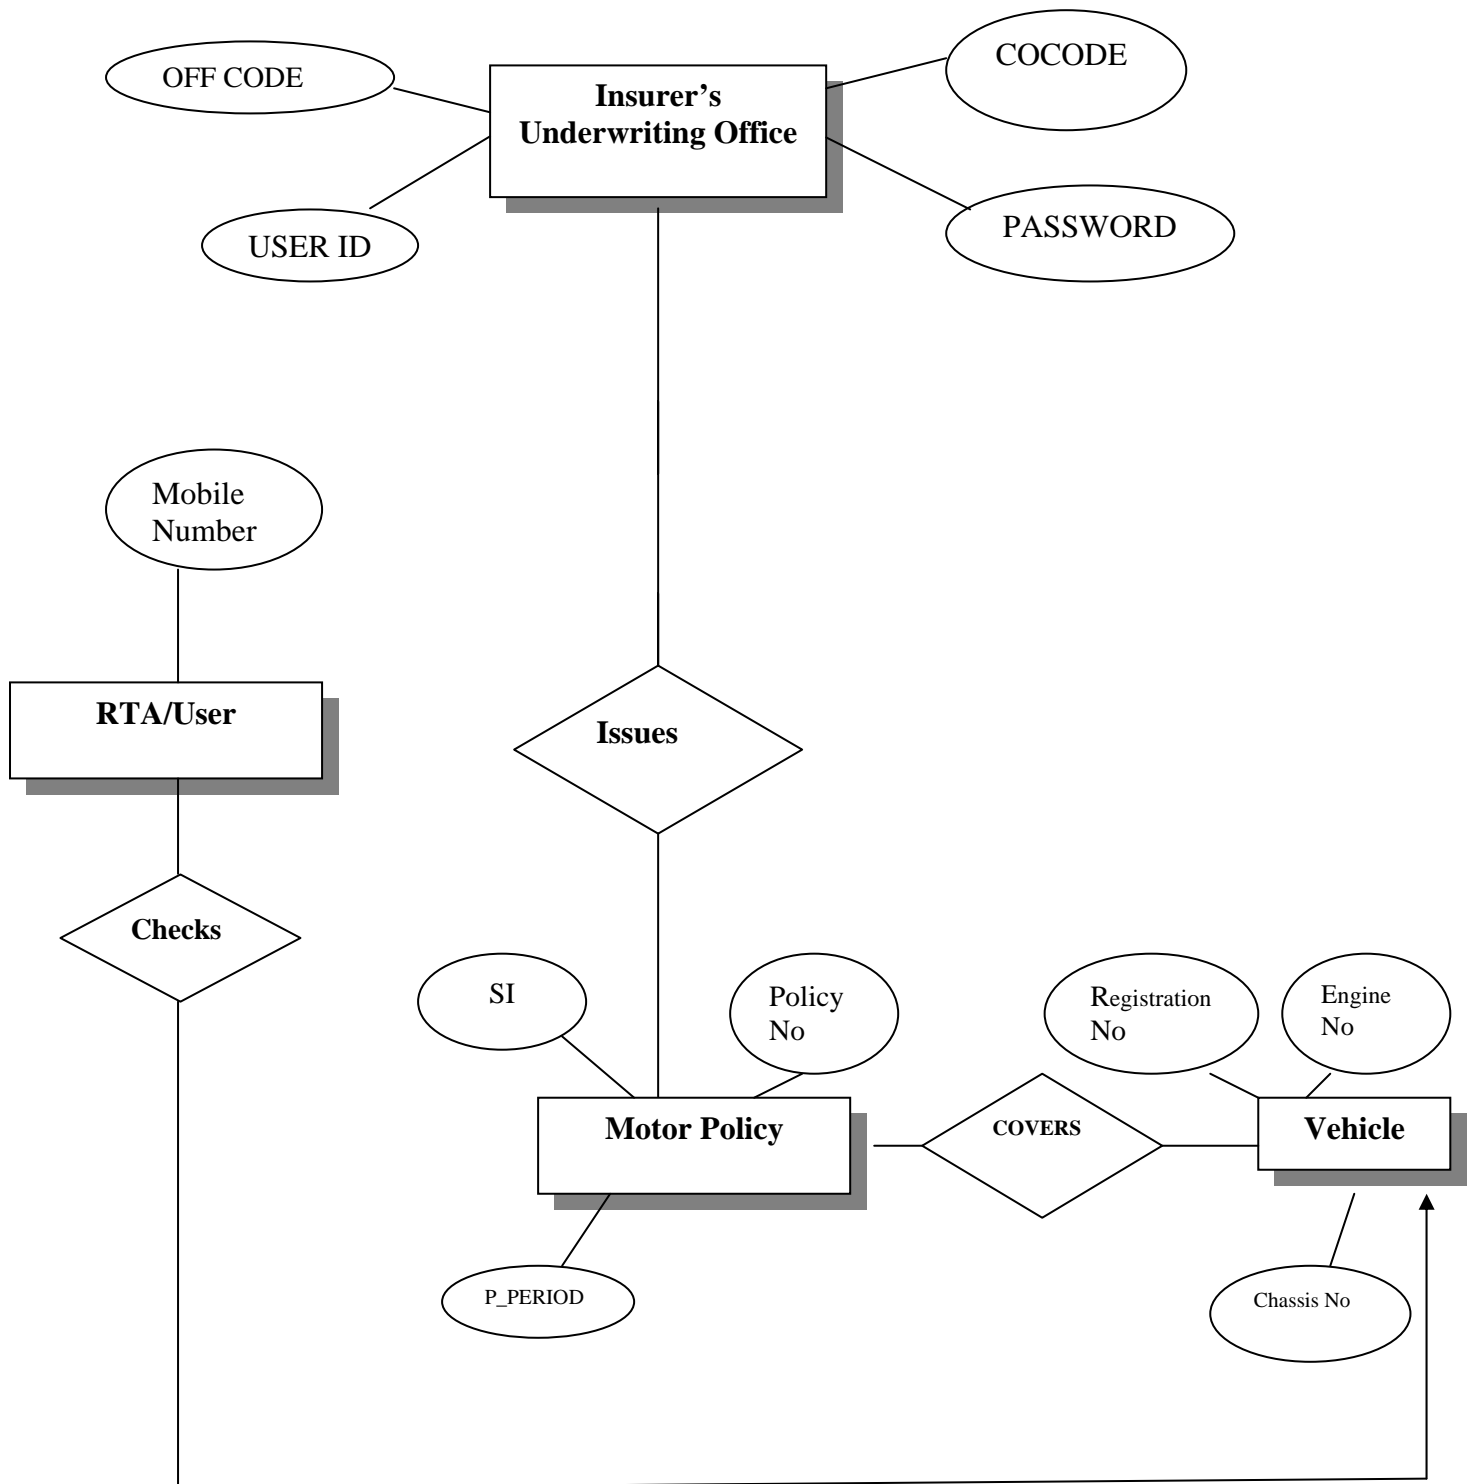 OFF CODE
Insurer’s
Underwriting Office
COCODE
USER ID
PASSWORD
Mobile
Number
RTA/User
Issues
Checks
SI
Policy
No
Registration
No
Engine
No
Motor Policy
COVERS
Vehicle
P_PERIOD
Chassis No